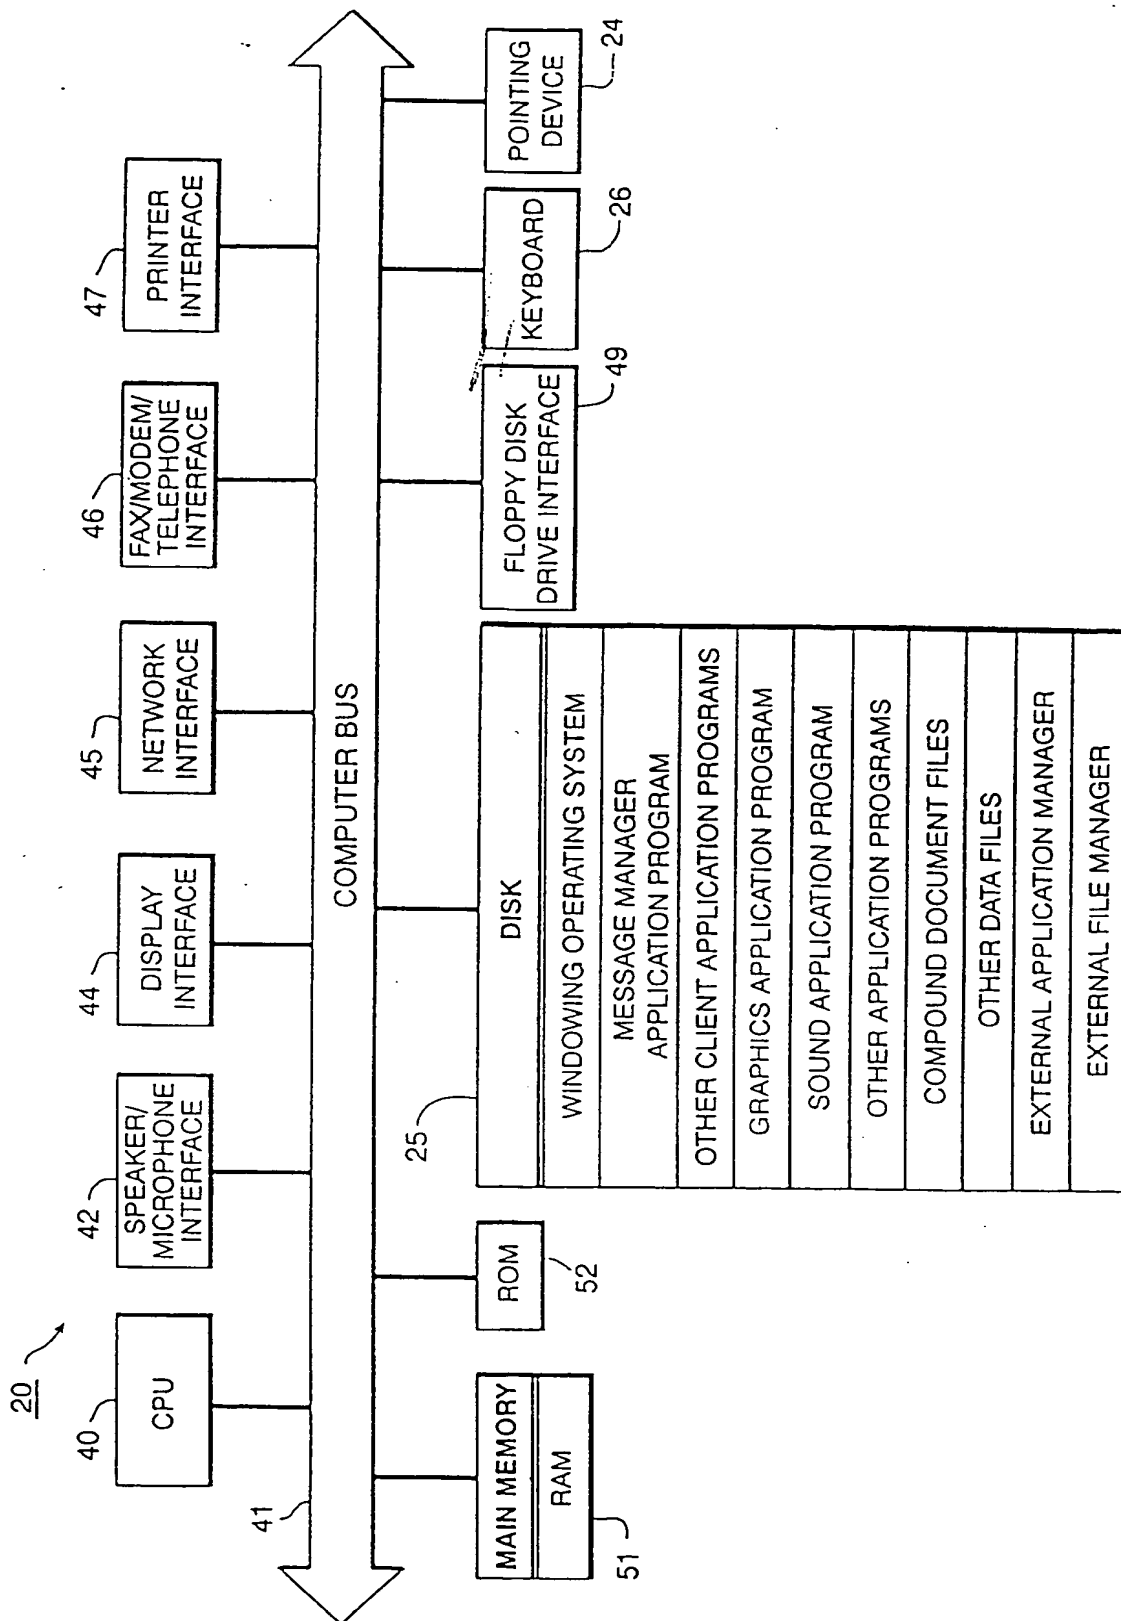 20
40
CPU
42
SPEAKER/
MICROPHONE
INTERFACE
44
DISPLAY
INTERFACE
45
NETWORK
INTERFACE
46
FAX/MODEM/
TELEPHONE
INTERFACE
47
PRINTER
INTERFACE
41
COMPUTER BUS
MAIN MEMORY
RAM
51
ROM
52
25
DISK
WINDOWING OPERATING SYSTEM
MESSAGE MANAGER
APPLICATION PROGRAM
OTHER CLIENT APPLICATION PROGRAMS
GRAPHICS APPLICATION PROGRAM
SOUND APPLICATION PROGRAM
OTHER APPLICATION PROGRAMS
COMPOUND DOCUMENT FILES
OTHER DATA FILES
EXTERNAL APPLICATION MANAGER
EXTERNAL FILE MANAGER
FLOPPY DISK
DRIVE INTERFACE
49
KEYBOARD
26
POINTING
DEVICE
24